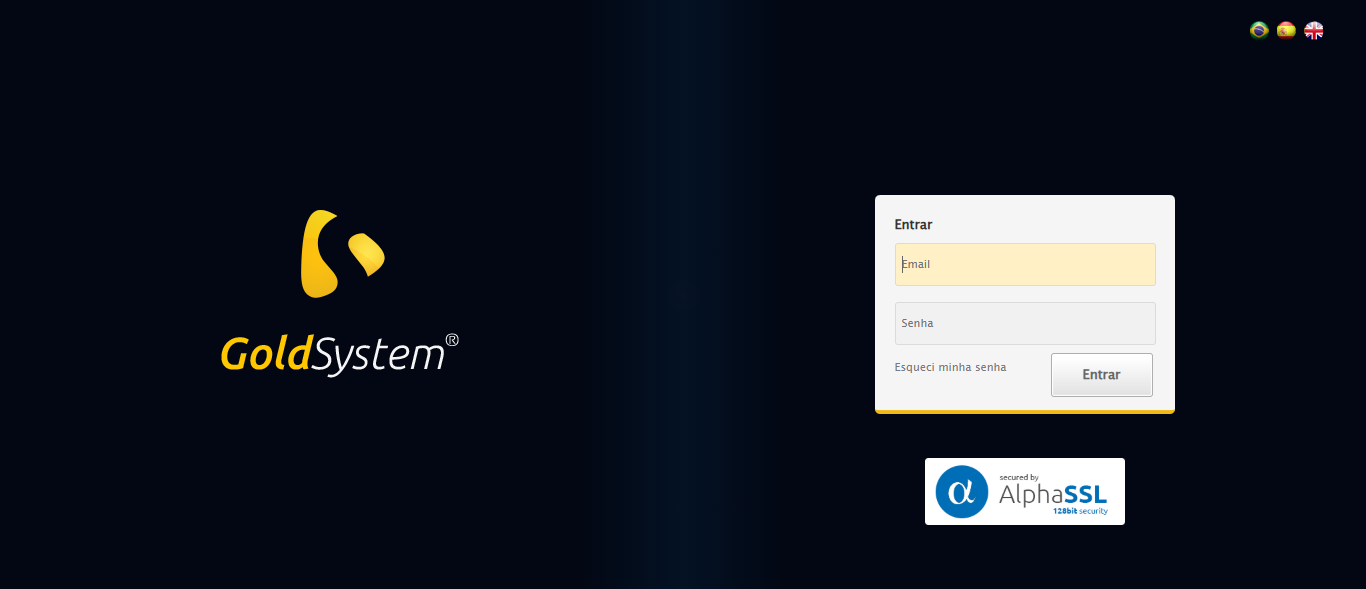 GoldSystem®
Entrar
Email
Senha
Esqueci minha senha
Entrar
α
secured by
AlphaSSL
128bit security